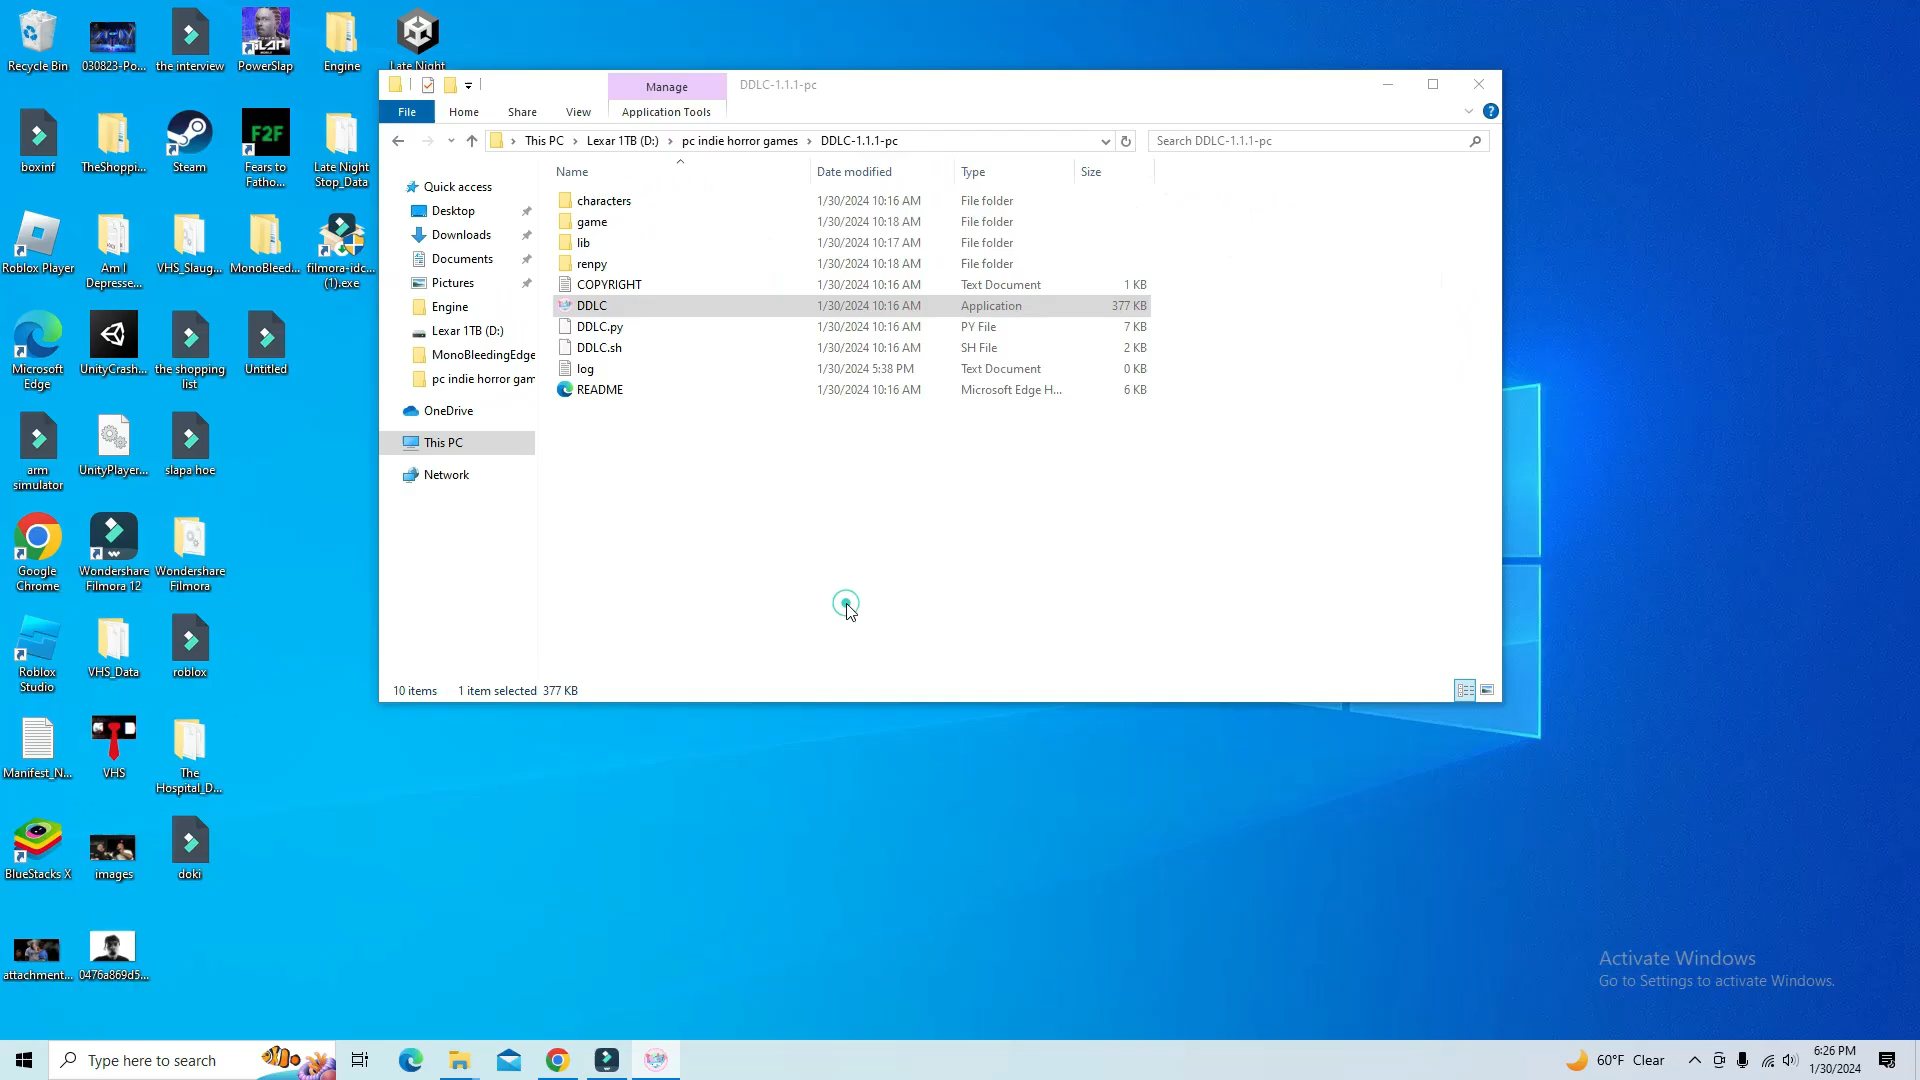 Recycle Bin
030823-Po...
the interview
PowerSlap
Engine
Late Night
boxinf
TheShoppi...
Steam
F2F
Fears to
Fatho...
Late Night
Stop_Data
Roblox Player
Am I
Depresse...
VHS_Slaug...
MonoBleed...
filmora-idc...
(1).exe
Microsoft
Edge
UnityCrash...
the shopping
list
Untitled
arm
simulator
UnityPlayer...
slapa hoe
Google
Chrome
Wondershare
Filmora 12
Wondershare
Filmora
Roblox
Studio
VHS_Data
roblox
Manifest_N...
VHS
The
Hospital_D...
BlueStacks X
images
doki
attachment...
0476a869d5...
Manage
DDLC-1.1.1-pc
File
Home
Share
View
Application Tools
This PC
Lexar 1TB (D:)
pc indie horror games
DDLC-1.1.1-pc
Search DDLC-1.1.1-pc
Quick access
Desktop
Downloads
Documents
Pictures
Engine
Lexar 1TB (D:)
MonoBleedingEdge
pc indie horror gam
OneDrive
This PC
Network
Name Date modified Type Size
characters 1/30/2024 10:16 AM File folder
game 1/30/2024 10:18 AM File folder
lib 1/30/2024 10:17 AM File folder
renpy 1/30/2024 10:18 AM File folder
COPYRIGHT 1/30/2024 10:16 AM Text Document 1 KB
DDLC 1/30/2024 10:16 AM Application 377 KB
DDLC.py 1/30/2024 10:16 AM PY File 7 KB
DDLC.sh 1/30/2024 10:16 AM SH File 2 KB
log 1/30/2024 5:38 PM Text Document 0 KB
README 1/30/2024 10:16 AM Microsoft Edge H... 6 KB
10 items 1 item selected 377 KB
Activate Windows
Go to Settings to activate Windows.
Type here to search
60°F Clear
6:26 PM
1/30/2024